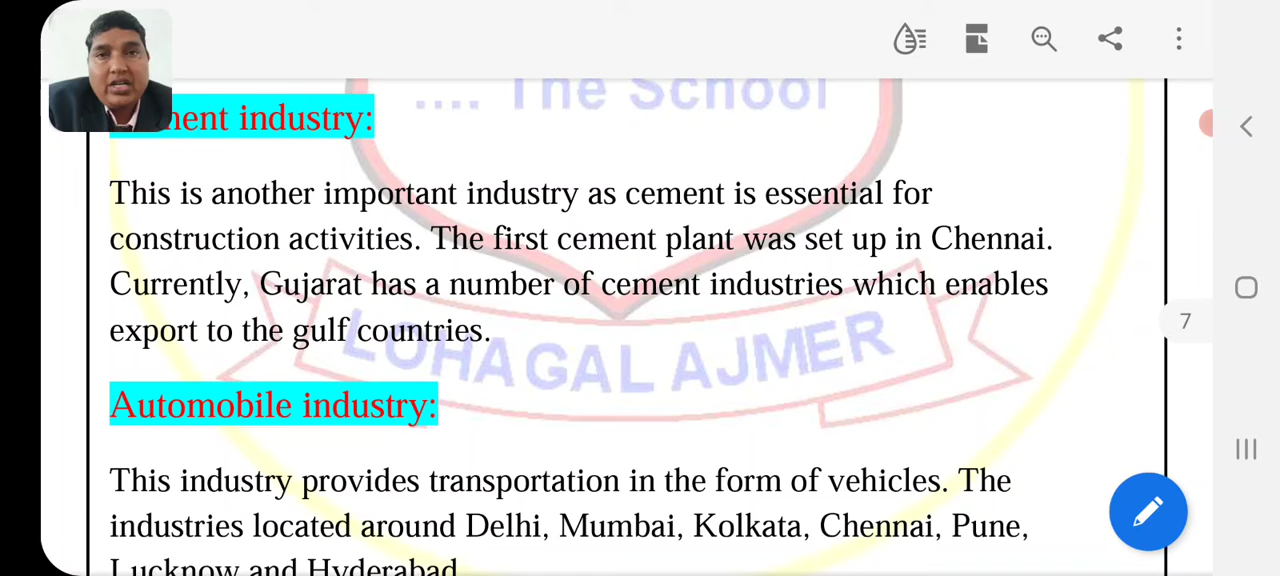 .... The School
ment industry:
This is another important industry as cement is essential for
construction activities. The first cement plant was set up in Chennai.
Currently, Gujarat has a number of cement industries which enables
export to the gulf countries.
LOHAGAL AJMER
7
Automobile industry:
This industry provides transportation in the form of vehicles. The
industries located around Delhi, Mumbai, Kolkata, Chennai, Pune,
Lucknow and Hyderabad